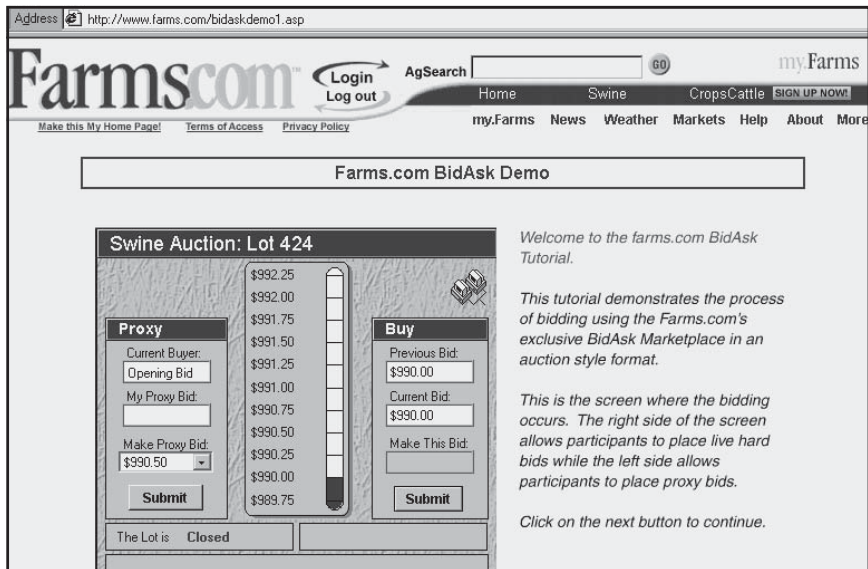 Address http://www.farms.com/bidaskdemo1.asp
Farms.com™
Login
Log out
AgSearch GO
my.Farms
Home Swine CropsCattle SIGN UP NOW!
Make this My Home Page! Terms of Access Privacy Policy
my.Farms News Weather Markets Help About More
Farms.com BidAsk Demo
Swine Auction: Lot 424
Proxy
Current Buyer:
Opening Bid
My Proxy Bid:
Make Proxy Bid:
$990.50
Submit
$992.25
$992.00
$991.75
$991.50
$991.25
$991.00
$990.75
$990.50
$990.25
$990.00
$989.75
Buy
Previous Bid:
$990.00
Current Bid:
$990.00
Make This Bid:
Submit
The Lot is Closed
Welcome to the farms.com BidAsk
Tutorial.
This tutorial demonstrates the process
of bidding using the Farms.com's
exclusive BidAsk Marketplace in an
auction style format.
This is the screen where the bidding
occurs. The right side of the screen
allows participants to place live hard
bids while the left side allows
participants to place proxy bids.
Click on the next button to continue.